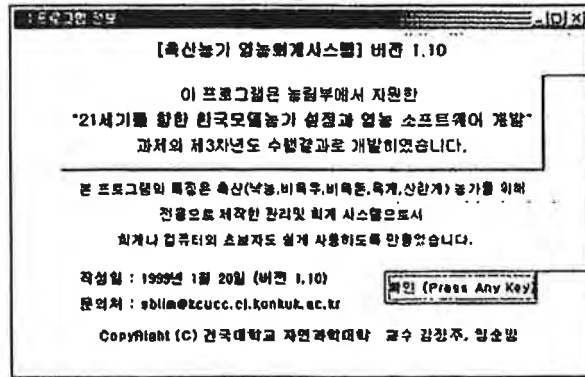 프로그램 정보
[축산농가 영농회계시스템] 버전 1.10
이 프로그램은 농림부에서 지원한
"21세기를 향한 한국모델농가 설정과 영농 소프트웨어 개발"
과제의 제3차년도 수행결과로 개발되었습니다.
본 프로그램의 특징은 축산(낙농,비육우,비육돈,육계,산란계) 농가를 위해
전용으로 제작한 관리및 회계 시스템으로서
회계나 컴퓨터의 초보자도 쉽게 사용하도록 만들었습니다.
작성일 : 1999년 1월 20일 (버전 1.10)
확인 (Press Any Key)
문의처 : sblim@kcucc.cj.konkuk.ac.kr
CopyRight (C) 건국대학교 자연과학대학 교수 김정주, 임순범